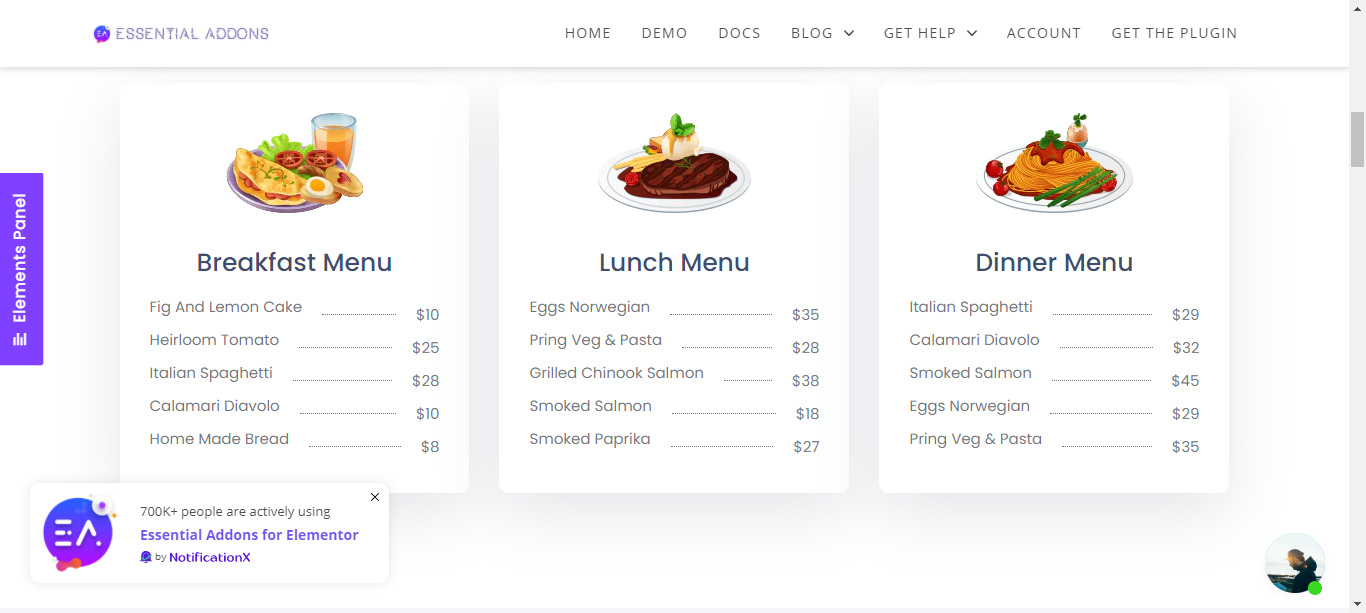 ESSENTIAL ADDONS
HOME DEMO DOCS BLOG GET HELP ACCOUNT GET THE PLUGIN
Elements Panel
Breakfast Menu
Fig And Lemon Cake $10
Heirloom Tomato $25
Italian Spaghetti $28
Calamari Diavolo $10
Home Made Bread $8
Lunch Menu
Eggs Norwegian $35
Pring Veg & Pasta $28
Grilled Chinook Salmon $38
Smoked Salmon $18
Smoked Paprika $27
Dinner Menu
Italian Spaghetti $29
Calamari Diavolo $32
Smoked Salmon $45
Eggs Norwegian $29
Pring Veg & Pasta $35
EA
700K+ people are actively using
Essential Addons for Elementor
by NotificationX